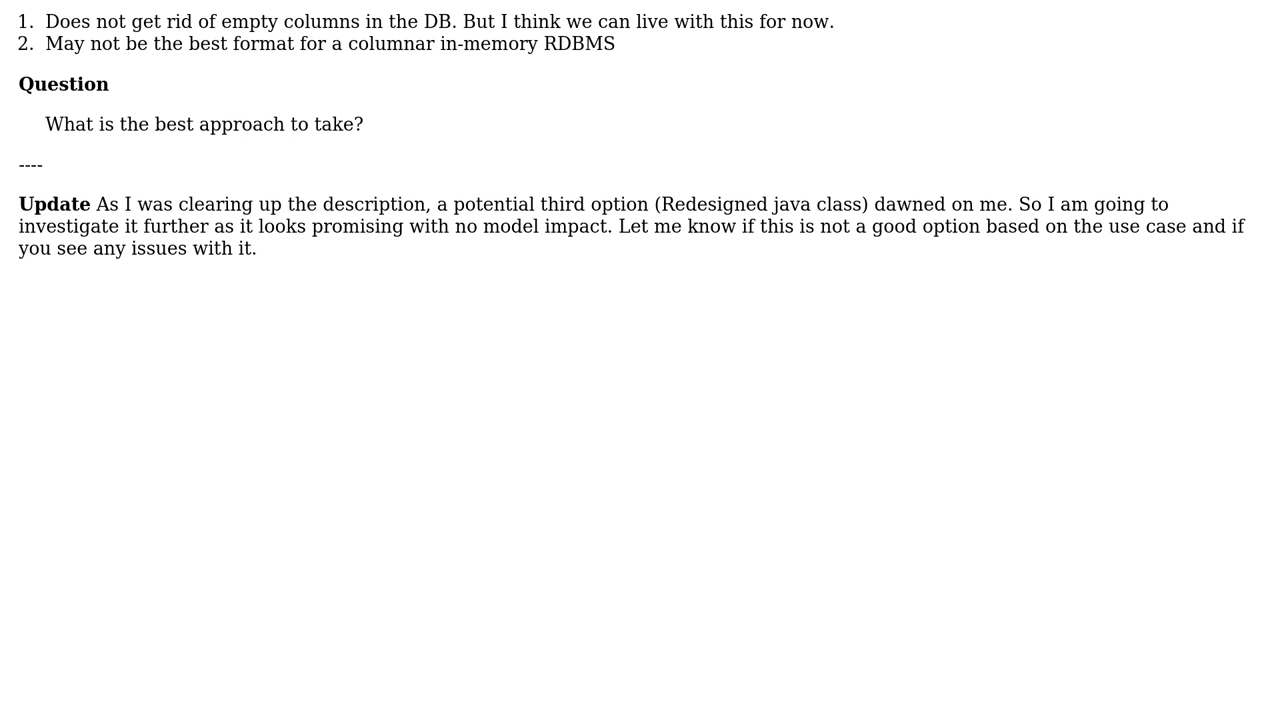 1. Does not get rid of empty columns in the DB. But I think we can live with this for now.
2. May not be the best format for a columnar in-memory RDBMS
Question
What is the best approach to take?
----
Update As I was clearing up the description, a potential third option (Redesigned java class) dawned on me. So I am going to
investigate it further as it looks promising with no model impact. Let me know if this is not a good option based on the use case and if
you see any issues with it.